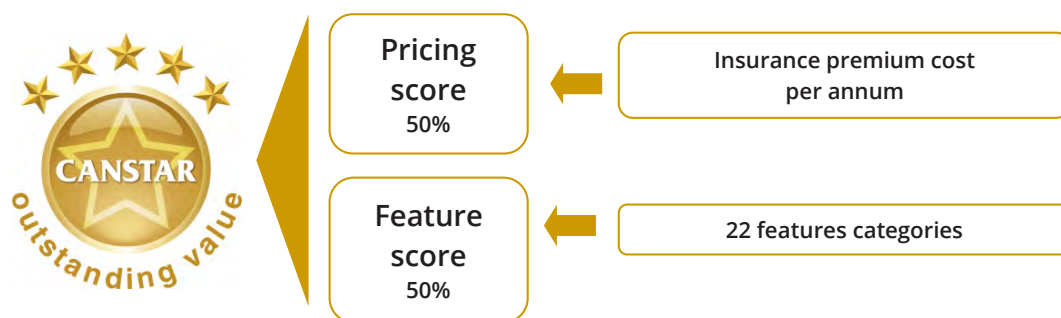 CANSTAR
outstanding value
Pricing
score
50%
Insurance premium cost
per annum
Feature
score
50%
22 features categories